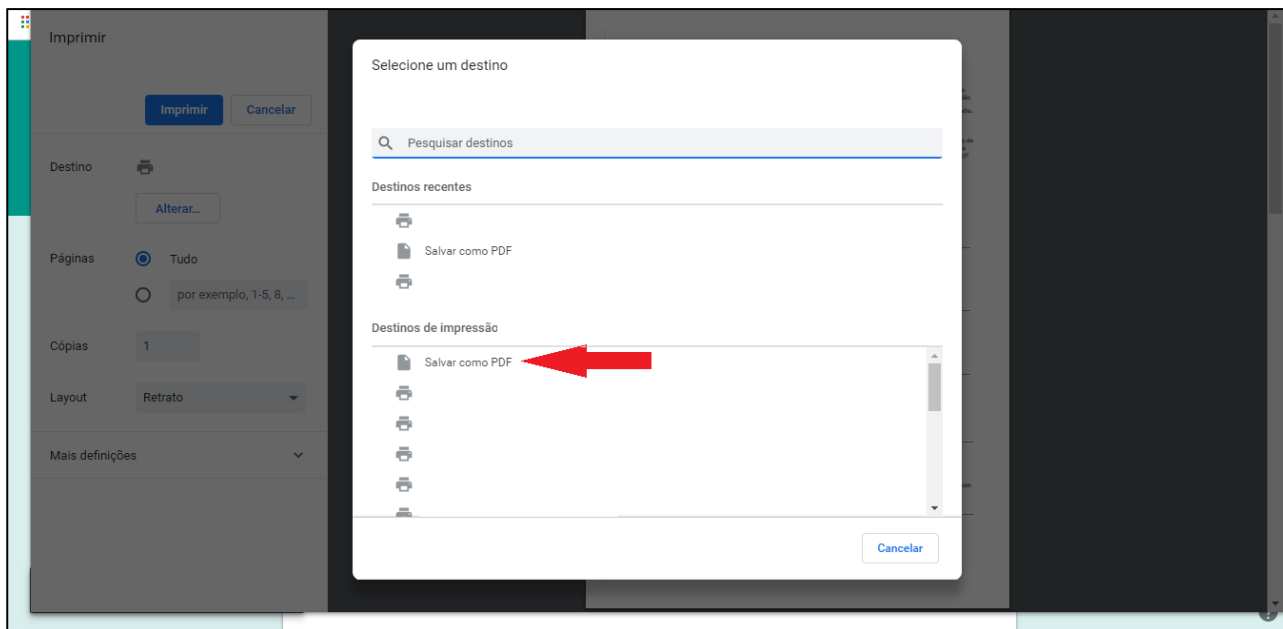 Imprimir
Imprimir
Cancelar
Destino
Alterar...
Páginas
Tudo
por exemplo, 1-5, 8, ...
Cópias
1
Layout
Retrato
Mais definições
Selecione um destino
Pesquisar destinos
Destinos recentes
Salvar como PDF
Destinos de impressão
Salvar como PDF
Cancelar